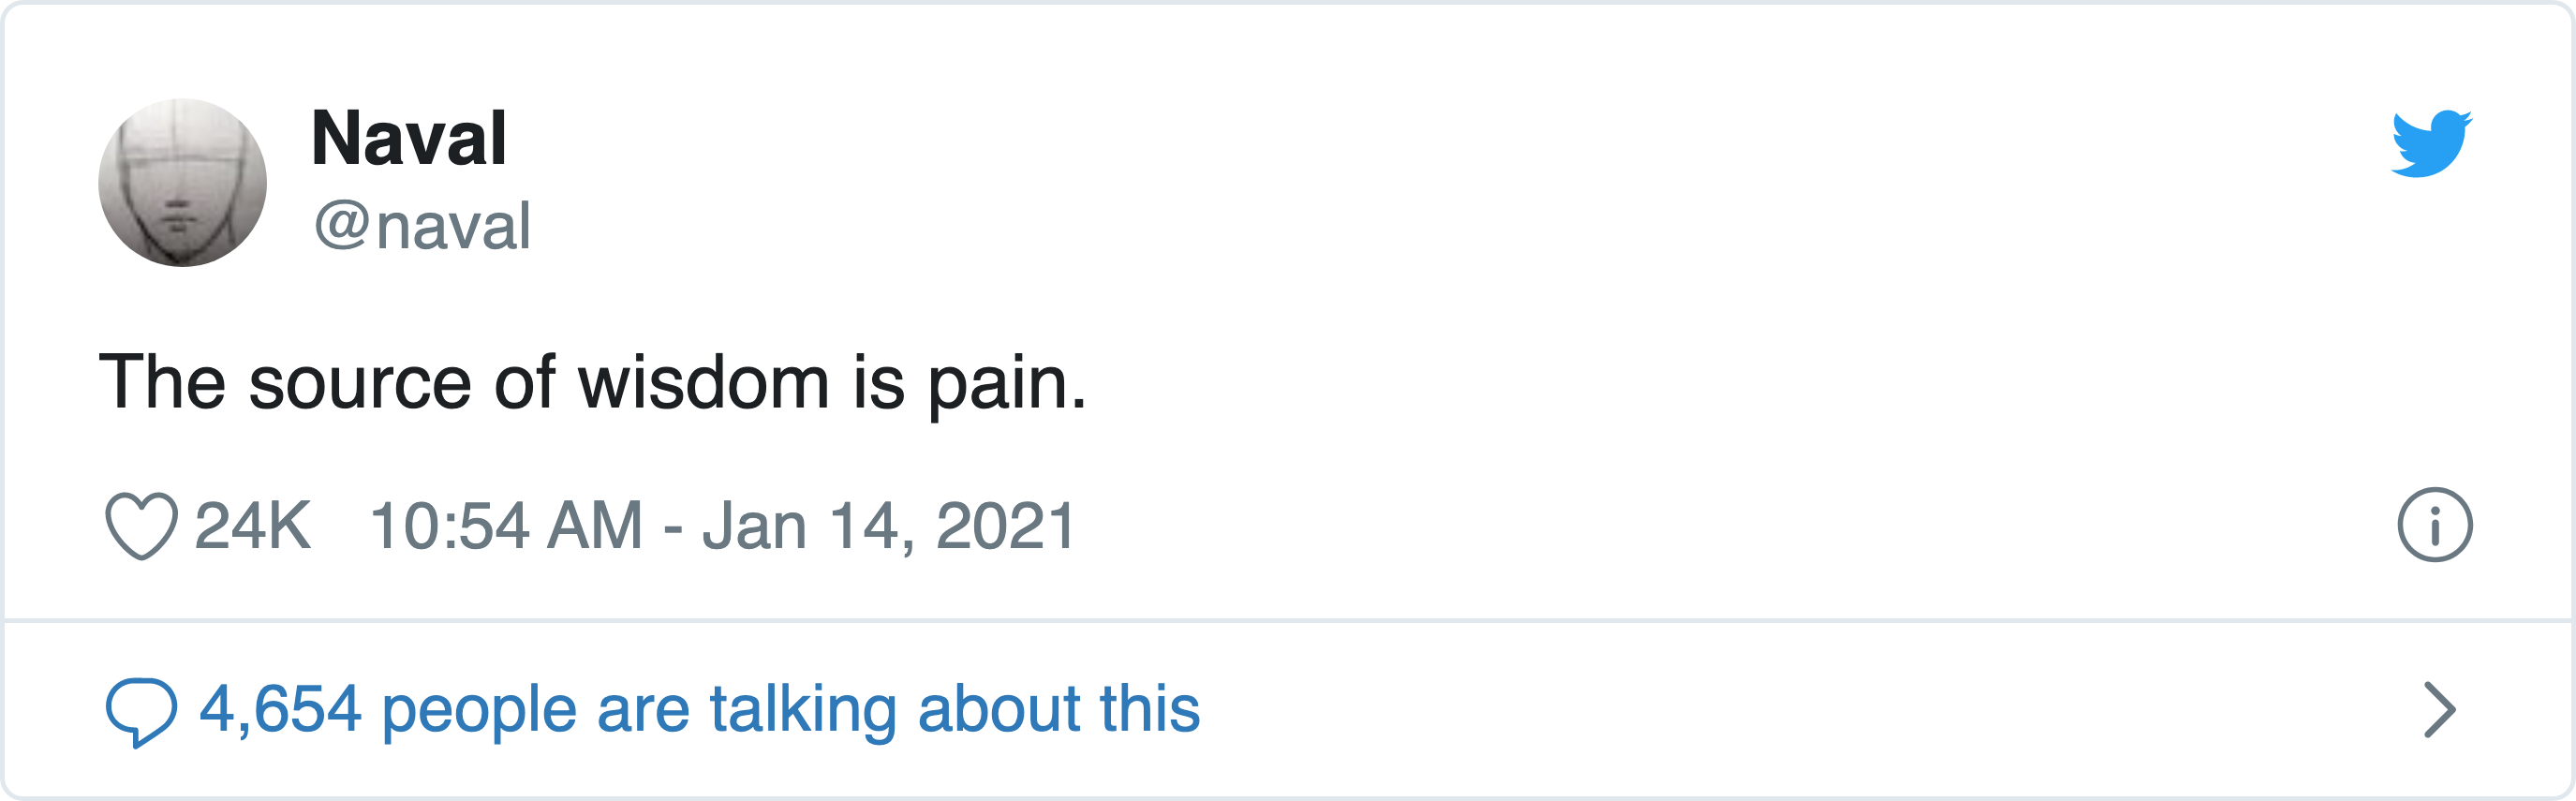 Naval
@naval
The source of wisdom is pain.
24K 10:54 AM - Jan 14, 2021
4,654 people are talking about this